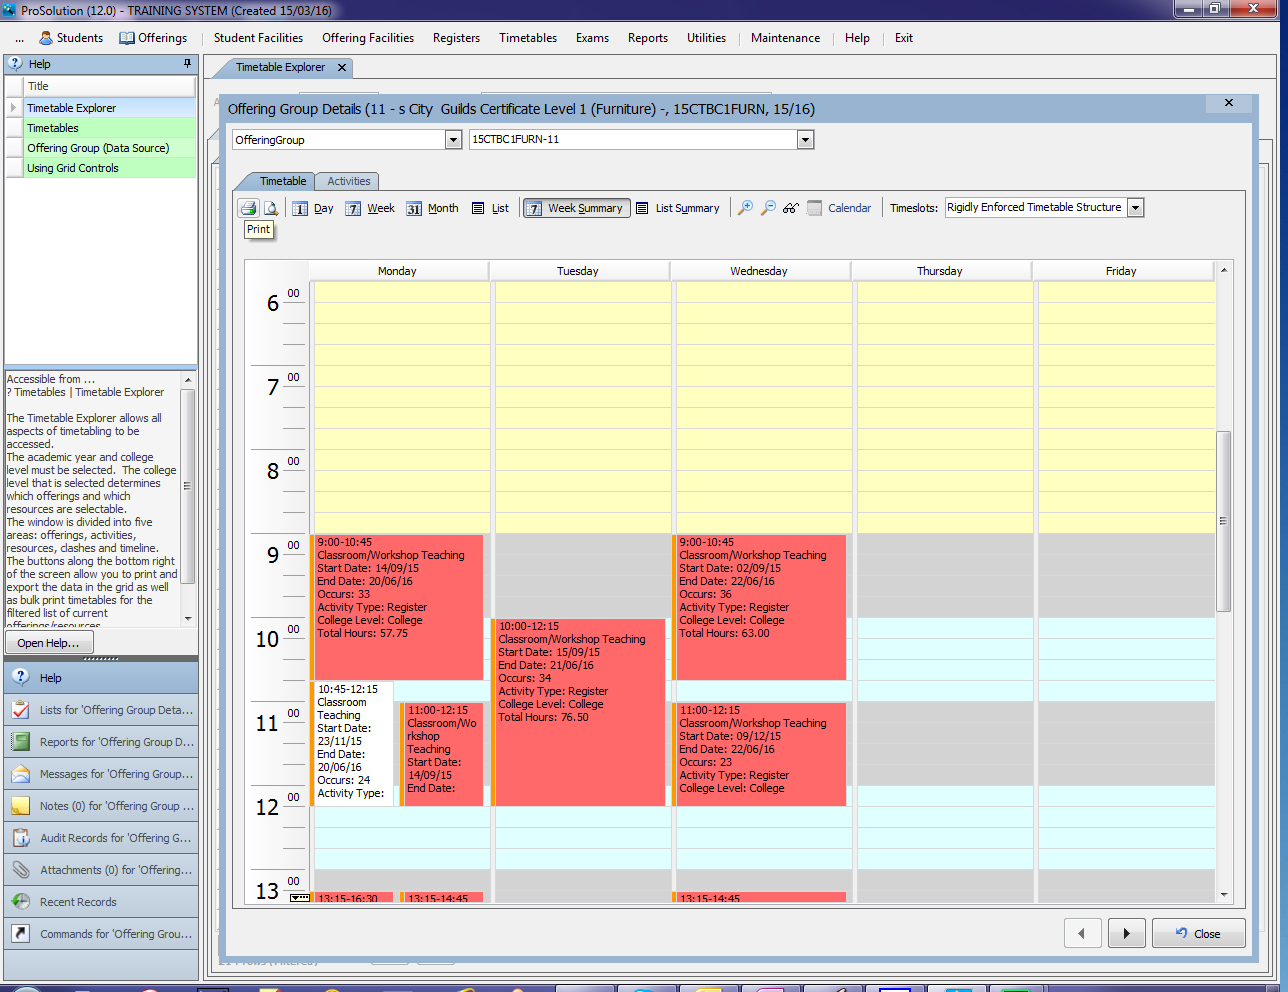 ProSolution (12.0) - TRAINING SYSTEM (Created 15/03/16)
... Students Offerings Student Facilities Offering Facilities Registers Timetables Exams Reports Utilities Maintenance Help Exit
Help
Title
Timetable Explorer
Timetables
Offering Group (Data Source)
Using Grid Controls
Accessible from ...
? Timetables | Timetable Explorer
The Timetable Explorer allows all
aspects of timetabling to be
accessed.
The academic year and college
level must be selected.  The college
level that is selected determines
which offerings and which
resources are selectable.
The window is divided into five
areas: offerings, activities,
resources, clashes and timeline.
The buttons along the bottom right
of the screen allow you to print and
export the data in the grid as well
as bulk print timetables for the
filtered list of current
offerings/resources
Open Help...
Help
Lists for 'Offering Group Deta...
Reports for 'Offering Group D...
Messages for 'Offering Group...
Notes (0) for 'Offering Group ...
Audit Records for 'Offering G...
Attachments (0) for 'Offering...
Recent Records
Commands for 'Offering Grou...
Timetable Explorer
Offering Group Details (11 - s City  Guilds Certificate Level 1 (Furniture) -, 15CTBC1FURN, 15/16)
OfferingGroup 15CTBC1FURN-11
Timetable Activities
1 Day 7 Week 31 Month List 7 Week Summary List Summary Calendar Timeslots: Rigidly Enforced Timetable Structure
Print
Monday Tuesday Wednesday Thursday Friday
6 00
7 00
8 00
9 00
10 00
11 00
12 00
13 00
9:00-10:45
Classroom/Workshop Teaching
Start Date: 14/09/15
End Date: 20/06/16
Occurs: 33
Activity Type: Register
College Level: College
Total Hours: 57.75
10:45-12:15
Classroom
Teaching
Start Date:
23/11/15
End Date:
20/06/16
Occurs: 24
Activity Type:
11:00-12:15
Classroom/Wo
rkshop
Teaching
Start Date:
14/09/15
End Date:
13:15-16:30
13:15-14:45
10:00-12:15
Classroom/Workshop Teaching
Start Date: 15/09/15
End Date: 21/06/16
Occurs: 34
Activity Type: Register
College Level: College
Total Hours: 76.50
9:00-10:45
Classroom/Workshop Teaching
Start Date: 02/09/15
End Date: 22/06/16
Occurs: 36
Activity Type: Register
College Level: College
Total Hours: 63.00
11:00-12:15
Classroom/Workshop Teaching
Start Date: 09/12/15
End Date: 22/06/16
Occurs: 23
Activity Type: Register
College Level: College
13:15-14:45
Close